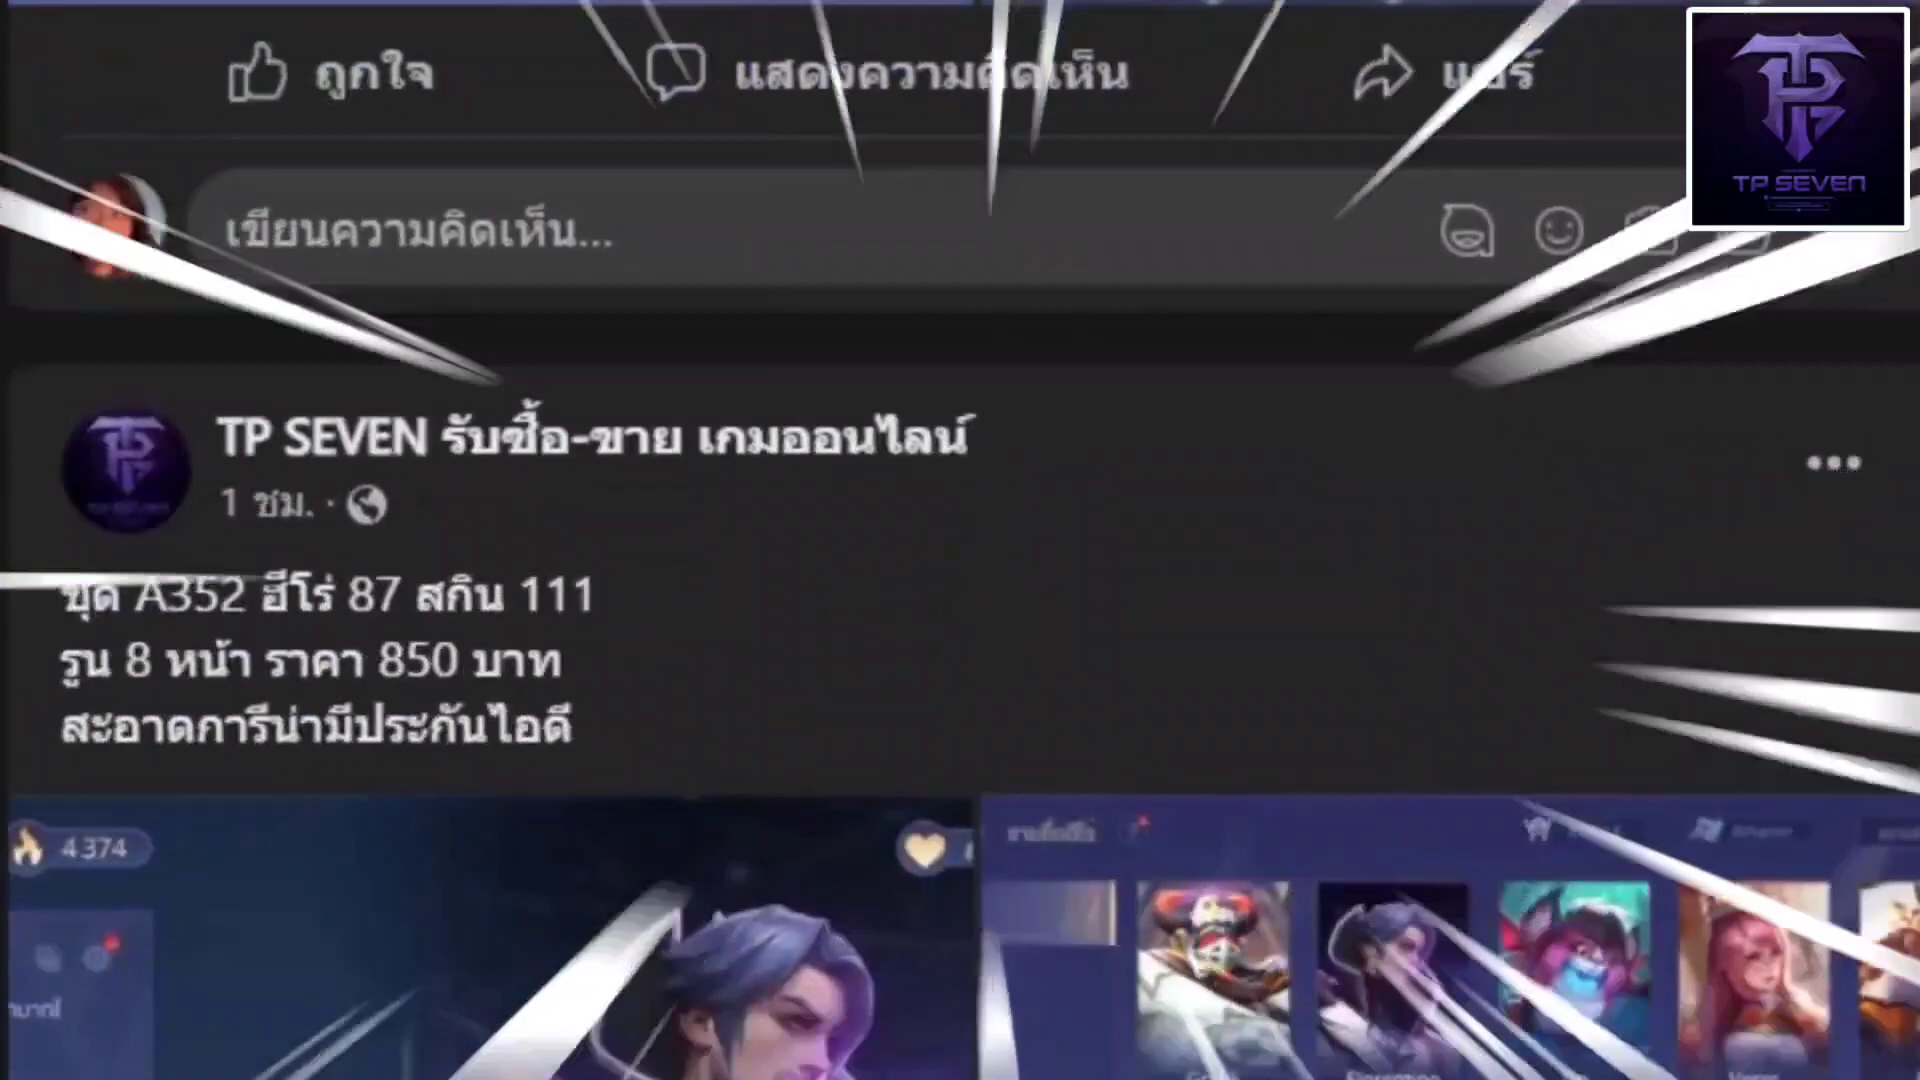 ถูกใจ
แสดงความคิดเห็น
แชร์
TP SEVEN
เขียนความคิดเห็น...
TP SEVEN รับซื้อ-ขาย เกมออนไลน์
1 ชม. ·
ชุด A352 ฮีโร่ 87 สกิน 111
รูน 8 หน้า ราคา 850 บาท
สะอาดการีน่ามีประกันไอดี
4374